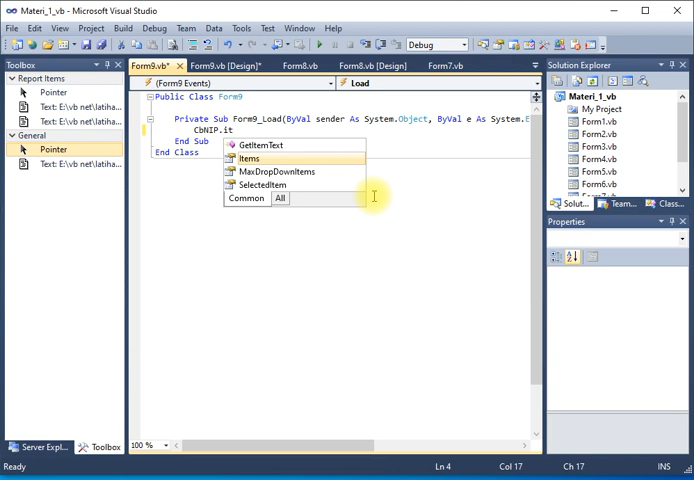 Materi_1_vb - Microsoft Visual Studio
File Edit View Project Build Debug Team Data Tools Test Window Help
Debug
Toolbox
Report Items
Pointer
Text: E:\vb net\latiha...
Text: E:\vb net\latiha...
General
Pointer
Text: E:\vb net\latiha...
Server Expl... Toolbox
Form9.vb* Form9.vb [Design]* Form8.vb Form8.vb [Design] Form7.vb
(Form9 Events) Load
Public Class Form9
Private Sub Form9_Load(ByVal sender As System.Object, ByVal e As System.E
CbNIP.it
End Sub
End Class
GetItemText
Items
MaxDropDownItems
SelectedItem
Common All
100 %
Solution Explorer
Materi_1_vb
My Project
Form1.vb
Form2.vb
Form3.vb
Form4.vb
Form5.vb
Form6.vb
Form7.vb
Solut... Team... Class...
Properties
Ln 4 Col 17 Ch 17 INS